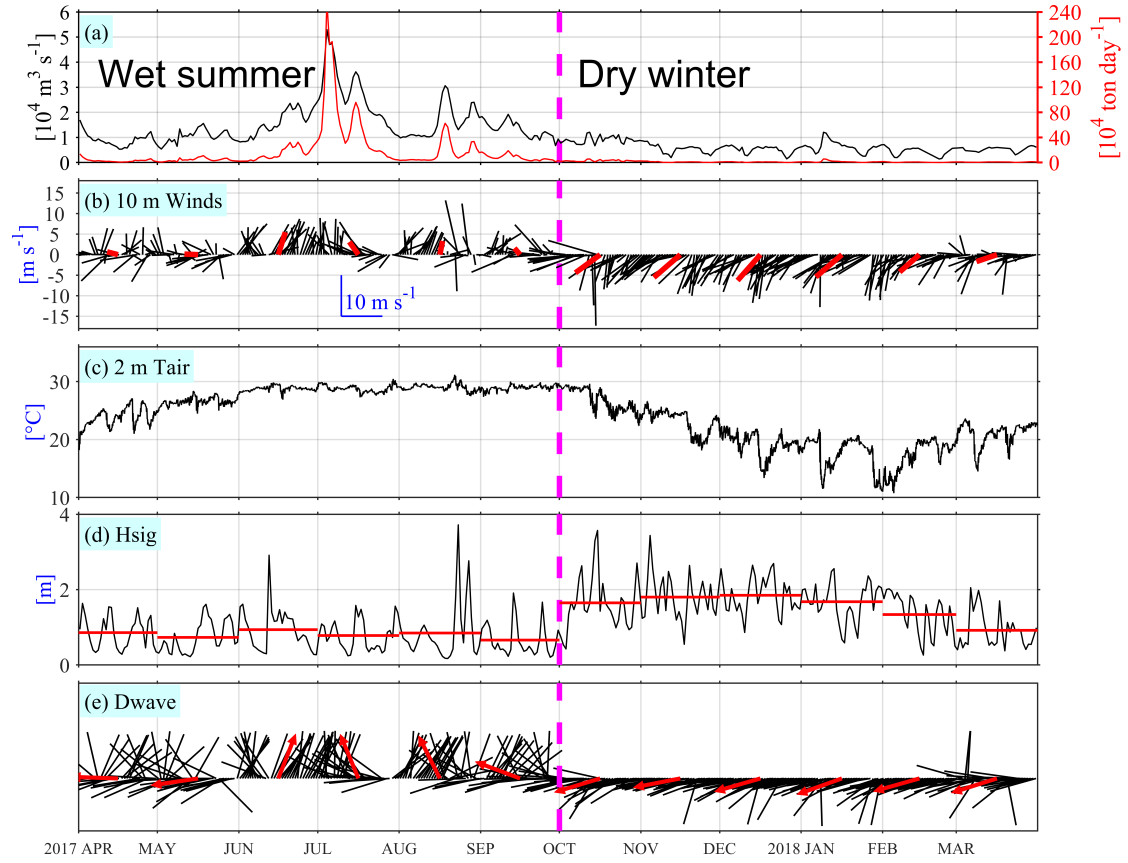 6
5
4
3
2
1
0
[10⁴ m³ s⁻¹]
(a)
Wet summer
Dry winter
240
200
160
120
80
40
0
[10⁴ ton day⁻¹]
15
10
5
0
-5
-10
-15
[m s⁻¹]
(b) 10 m Winds
10 m s⁻¹
30
20
10
[°C]
(c) 2 m Tair
4
2
0
[m]
(d) Hsig
(e) Dwave
2017 APR MAY JUN JUL AUG SEP OCT NOV DEC 2018 JAN FEB MAR